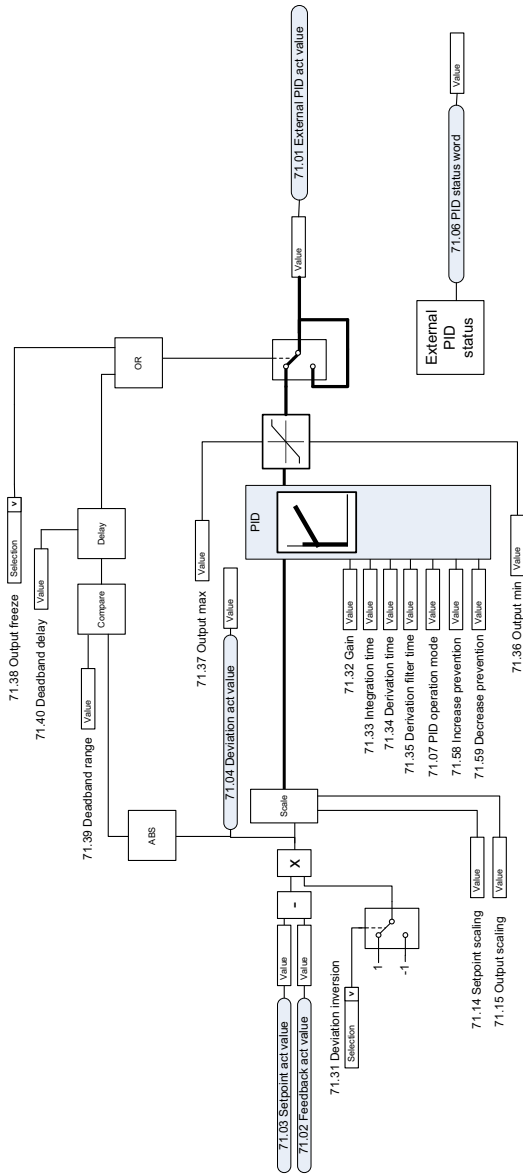 71.38 Output freeze
Selection
v
71.40 Deadband delay
Value
71.39 Deadband range
Value
Compare
Delay
OR
ABS
71.04 Deviation act value
Value
71.37 Output max
Value
71.03 Setpoint act value
Value
71.02 Feedback act value
Value
-
X
Scale
PID
Value
71.01 External PID act value
71.31 Deviation inversion
Selection
v
1
-1
71.14 Setpoint scaling
Value
71.15 Output scaling
Value
71.32 Gain
Value
71.33 Integration time
Value
71.34 Derivation time
Value
71.35 Derivation filter time
Value
71.07 PID operation mode
Value
71.58 Increase prevention
Value
71.59 Decrease prevention
Value
71.36 Output min
Value
External
PID
status
71.06 PID status word
Value